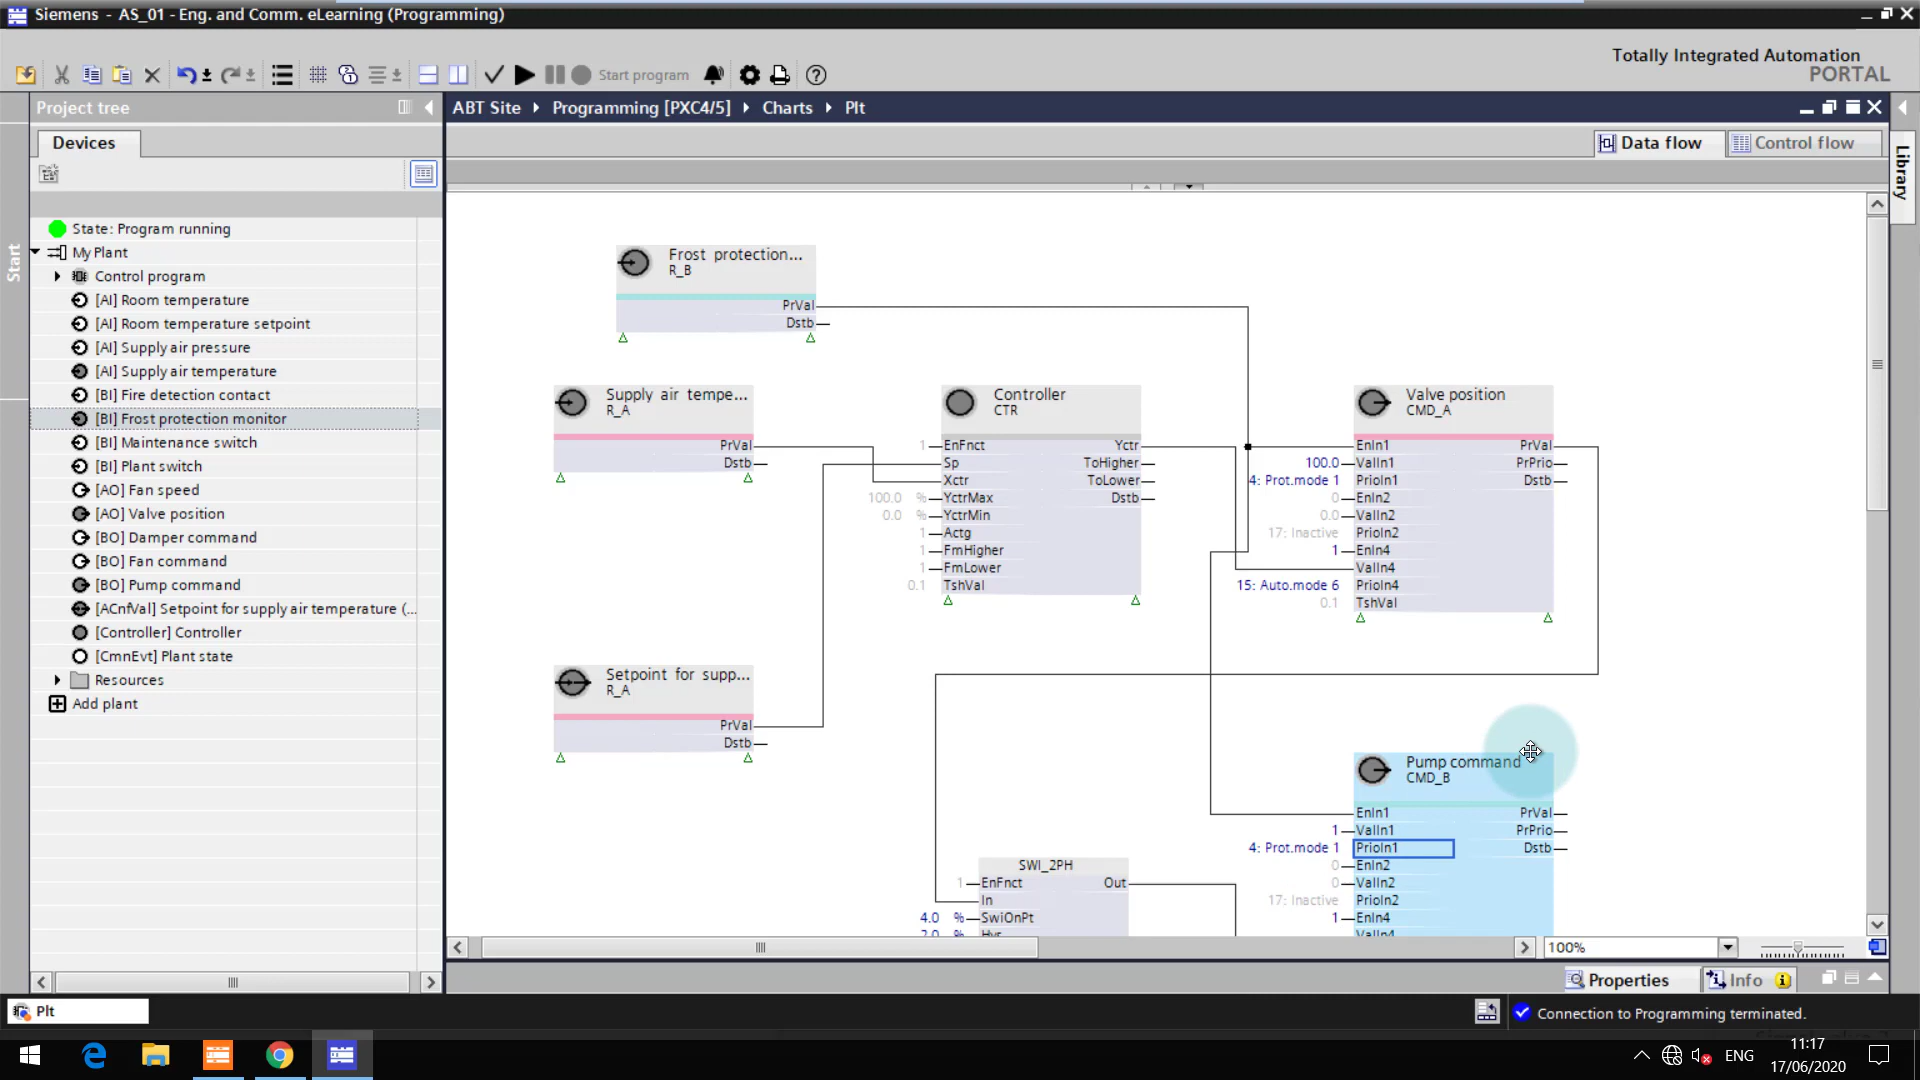 Siemens - AS_01 - Eng. and Comm. eLearning (Programming)
Totally Integrated Automation
PORTAL
Start program
Project tree
ABT Site
Programming [PXC4/5]
Charts
Plt
Devices
Data flow
Control flow
Library
Start
State: Program running
My Plant
Control program
[AI] Room temperature
[AI] Room temperature setpoint
[AI] Supply air pressure
[AI] Supply air temperature
[BI] Fire detection contact
[BI] Frost protection monitor
[BI] Maintenance switch
[BI] Plant switch
[AO] Fan speed
[AO] Valve position
[BO] Damper command
[BO] Fan command
[BO] Pump command
[ACnfVal] Setpoint for supply air temperature (...
[Controller] Controller
[CmnEvt] Plant state
Resources
Add plant
Frost protection...
R_B
PrVal
Dstb
Supply air tempe...
R_A
PrVal
Dstb
Setpoint for supp...
R_A
PrVal
Dstb
Controller
CTR
1 EnFnct Yctr
Sp ToHigher
Xctr ToLower
100.0 % YctrMax Dstb
0.0 % YctrMin
1 Actg
1 FmHigher
1 FmLower
0.1 TshVal
Valve position
CMD_A
EnIn1 PrVal
100.0 ValIn1 PrPrio
4: Prot.mode 1 PrioIn1 Dstb
0 EnIn2
0.0 ValIn2
17: Inactive PrioIn2
1 EnIn4
ValIn4
15: Auto.mode 6 PrioIn4
0.1 TshVal
Pump command
CMD_B
EnIn1 PrVal
1 ValIn1 PrPrio
4: Prot.mode 1 PrioIn1 Dstb
0 EnIn2
0 ValIn2
17: Inactive PrioIn2
1 EnIn4
ValIn4
SWI_2PH
1 EnFnct Out
In
4.0 % SwiOnPt
2.0 % Hys
100%
Properties
Info
Plt
Connection to Programming terminated.
ENG
11:17
17/06/2020